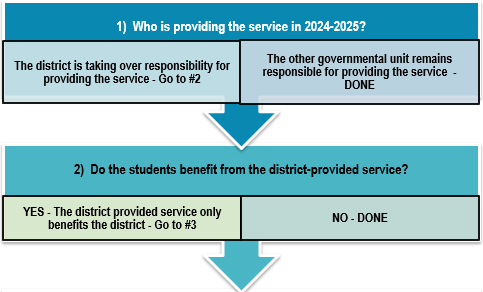 1) Who is providing the service in 2024-2025?
The district is taking over responsibility for
providing the service - Go to #2
The other governmental unit remains
responsible for providing the service -
DONE
2) Do the students benefit from the district-provided service?
YES - The district provided service only
benefits the district - Go to #3
NO - DONE